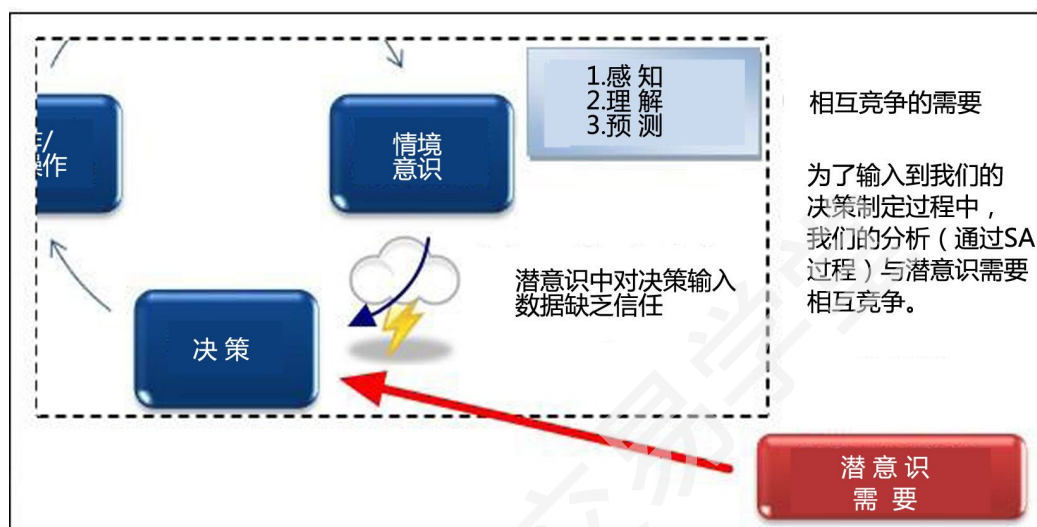 1.感 知
2.理 解
3.预 测
相互竞争的需要
/
操作
情境
意识
为了输入到我们的
决策制定过程中，
我们的分析（通过SA
过程）与潜意识需要
相互竞争。
潜意识中对决策输入
数据缺乏信任
决 策
潜 意 识
需 要